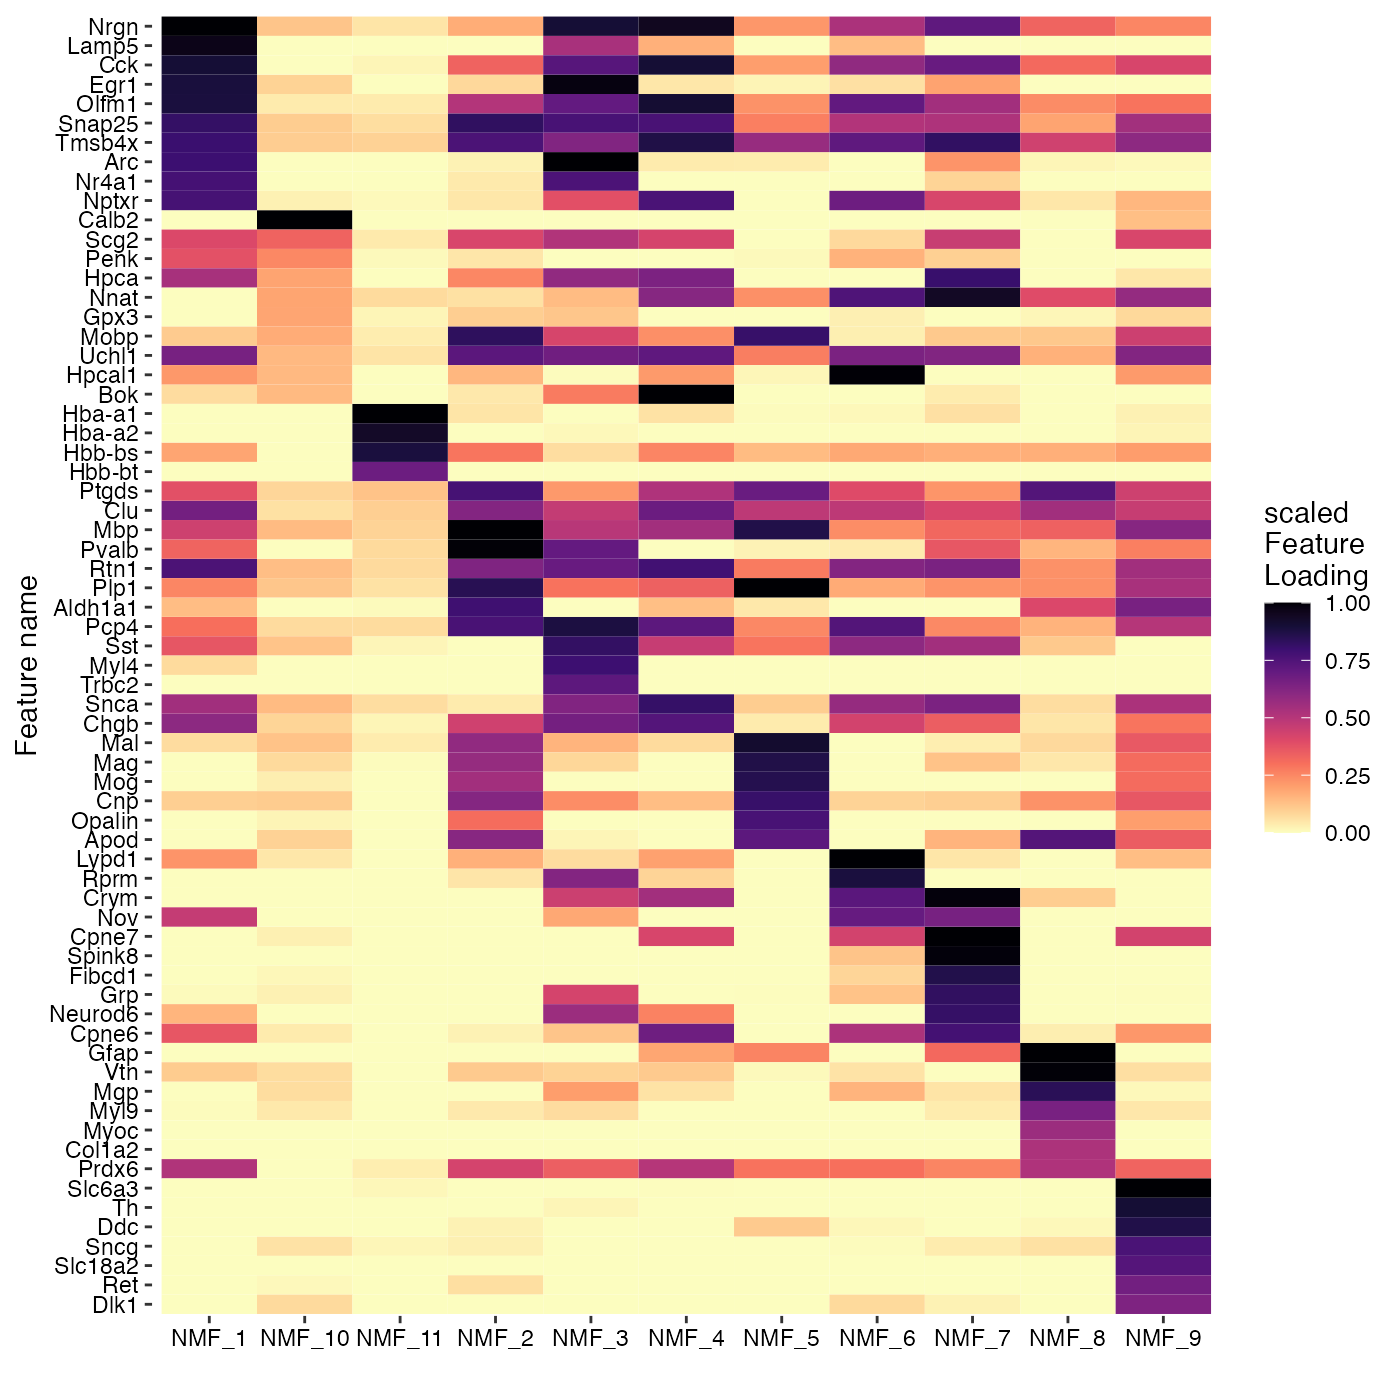 Nrgn
Lamp5
Cck
Egr1
Olfm1
Snap25
Tmsb4x
Arc
Nr4a1
Nptxr
Calb2
Scg2
Penk
Hpca
Nnat
Gpx3
Mobp
Uchl1
Hpcal1
Bok
Hba-a1
Hba-a2
Hbb-bs
Hbb-bt
Ptgds
Clu
Mbp
Pvalb
Rtn1
Plp1
Aldh1a1
Pcp4
Sst
Myl4
Trbc2
Snca
Chgb
Mal
Mag
Mog
Cnp
Opalin
Apod
Lypd1
Rprm
Crym
Nov
Cpne7
Spink8
Fibcd1
Grp
Neurod6
Cpne6
Gfap
Vtn
Mgp
Myl9
Myoc
Col1a2
Prdx6
Slc6a3
Th
Ddc
Sncg
Slc18a2
Ret
Dlk1
Feature name
NMF_1 NMF_10 NMF_11 NMF_2 NMF_3 NMF_4 NMF_5 NMF_6 NMF_7 NMF_8 NMF_9
scaled
Feature
Loading
1.00
0.75
0.50
0.25
0.00